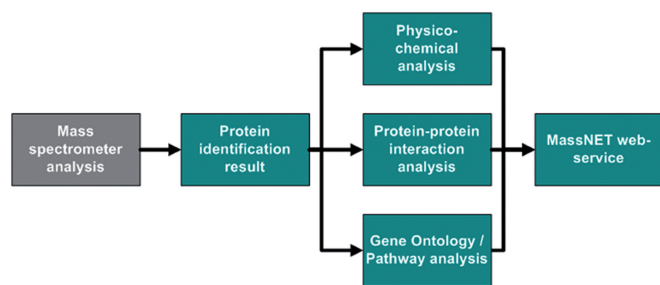 Mass
spectrometer
analysis
Protein
identification
result
Physico-
chemical
analysis
Protein-protein
interaction
analysis
Gene Ontology /
Pathway analysis
MassNET web-
service